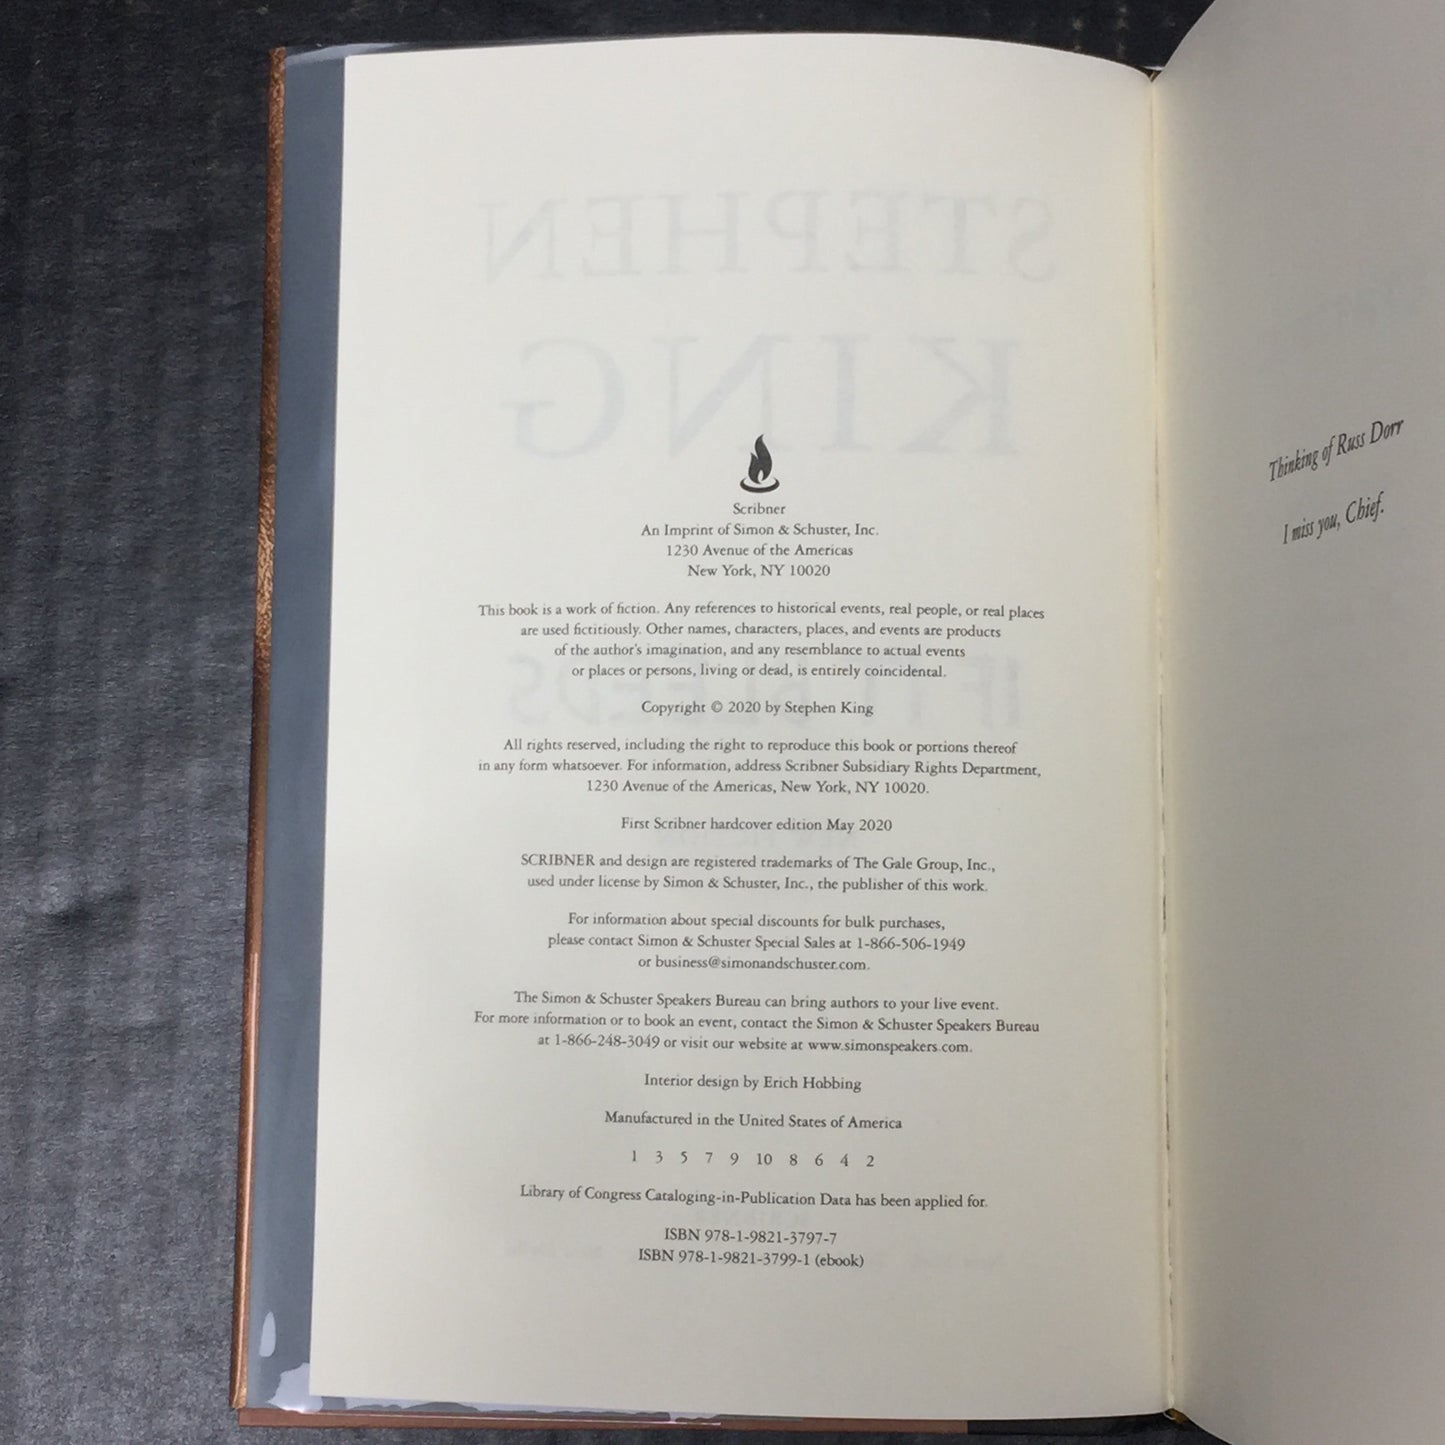 Scribner
An Imprint of Simon & Schuster, Inc.
1230 Avenue of the Americas
New York, NY 10020
This book is a work of fiction. Any references to historical events, real people, or real places
are used fictitiously. Other names, characters, places, and events are products
of the author's imagination, and any resemblance to actual events
or places or persons, living or dead, is entirely coincidental.
Copyright © 2020 by Stephen King
All rights reserved, including the right to reproduce this book or portions thereof
in any form whatsoever. For information, address Scribner Subsidiary Rights Department,
1230 Avenue of the Americas, New York, NY 10020.
First Scribner hardcover edition May 2020
SCRIBNER and design are registered trademarks of The Gale Group, Inc.,
used under license by Simon & Schuster, Inc., the publisher of this work.
For information about special discounts for bulk purchases,
please contact Simon & Schuster Special Sales at 1-866-506-1949
or business@simonandschuster.com.
The Simon & Schuster Speakers Bureau can bring authors to your live event.
For more information or to book an event, contact the Simon & Schuster Speakers Bureau
at 1-866-248-3049 or visit our website at www.simonspeakers.com.
Interior design by Erich Hobbing
Manufactured in the United States of America
1 3 5 7 9 10 8 6 4 2
Library of Congress Cataloging-in-Publication Data has been applied for.
ISBN 978-1-9821-3797-7
ISBN 978-1-9821-3799-1 (ebook)
Thinking of Russ Dorr
I miss you, Chief.
STEPHEN
KING
IF IT BLEEDS